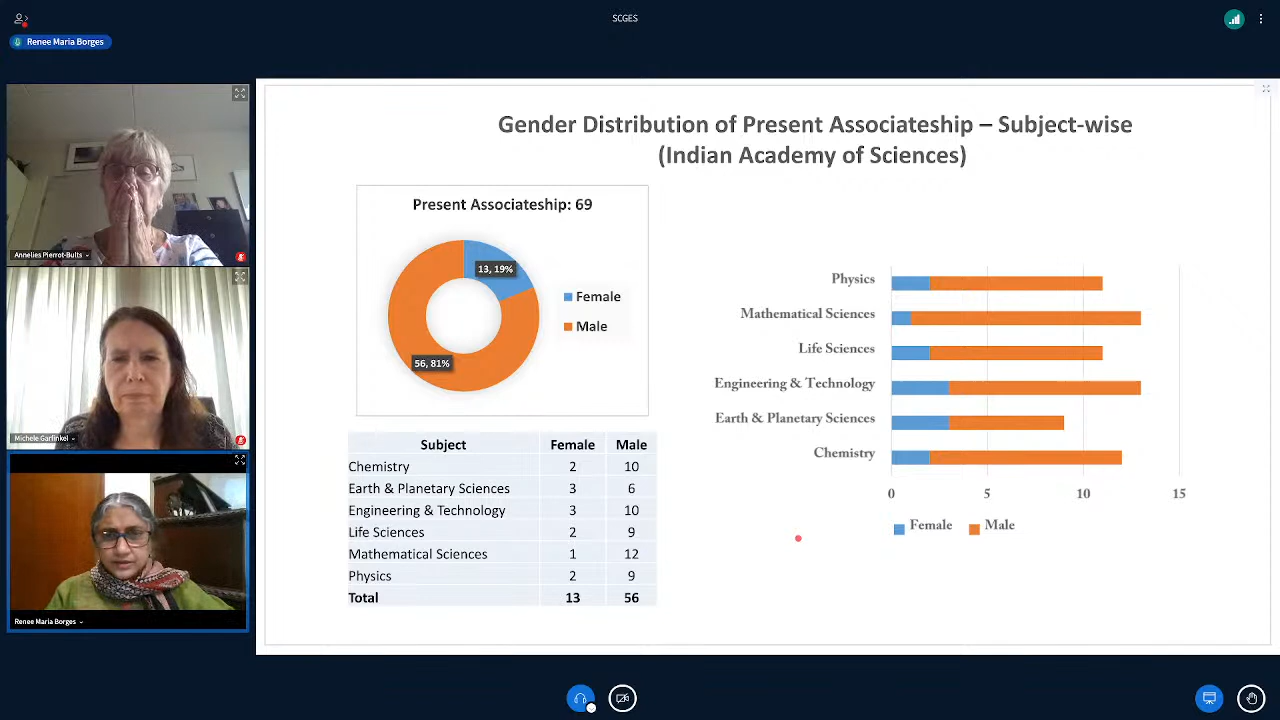 SCGES
Renee Maria Borges
Annelies Pierrot-Bults
Michele Garfinkel
Renee Maria Borges
Gender Distribution of Present Associateship – Subject-wise
(Indian Academy of Sciences)
Present Associateship: 69
13, 19%
56, 81%
Female
Male
Subject Female Male
Chemistry 2 10
Earth & Planetary Sciences 3 6
Engineering & Technology 3 10
Life Sciences 2 9
Mathematical Sciences 1 12
Physics 2 9
Total 13 56
Physics
Mathematical Sciences
Life Sciences
Engineering & Technology
Earth & Planetary Sciences
Chemistry
0 5 10 15
Female Male